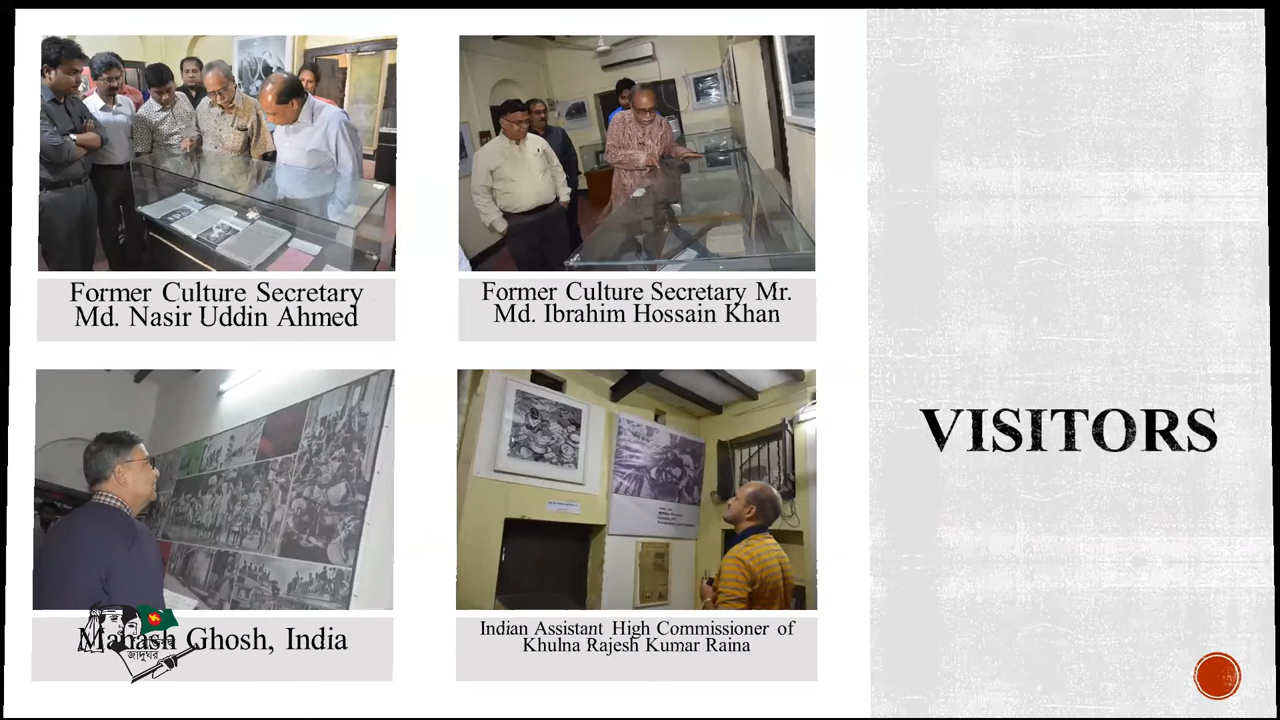 Former Culture Secretary
Md. Nasir Uddin Ahmed
Former Culture Secretary Mr.
Md. Ibrahim Hossain Khan
Ghosh, India
Indian Assistant High Commissioner of
Khulna Rajesh Kumar Raina
VISITORS
জাদুঘর